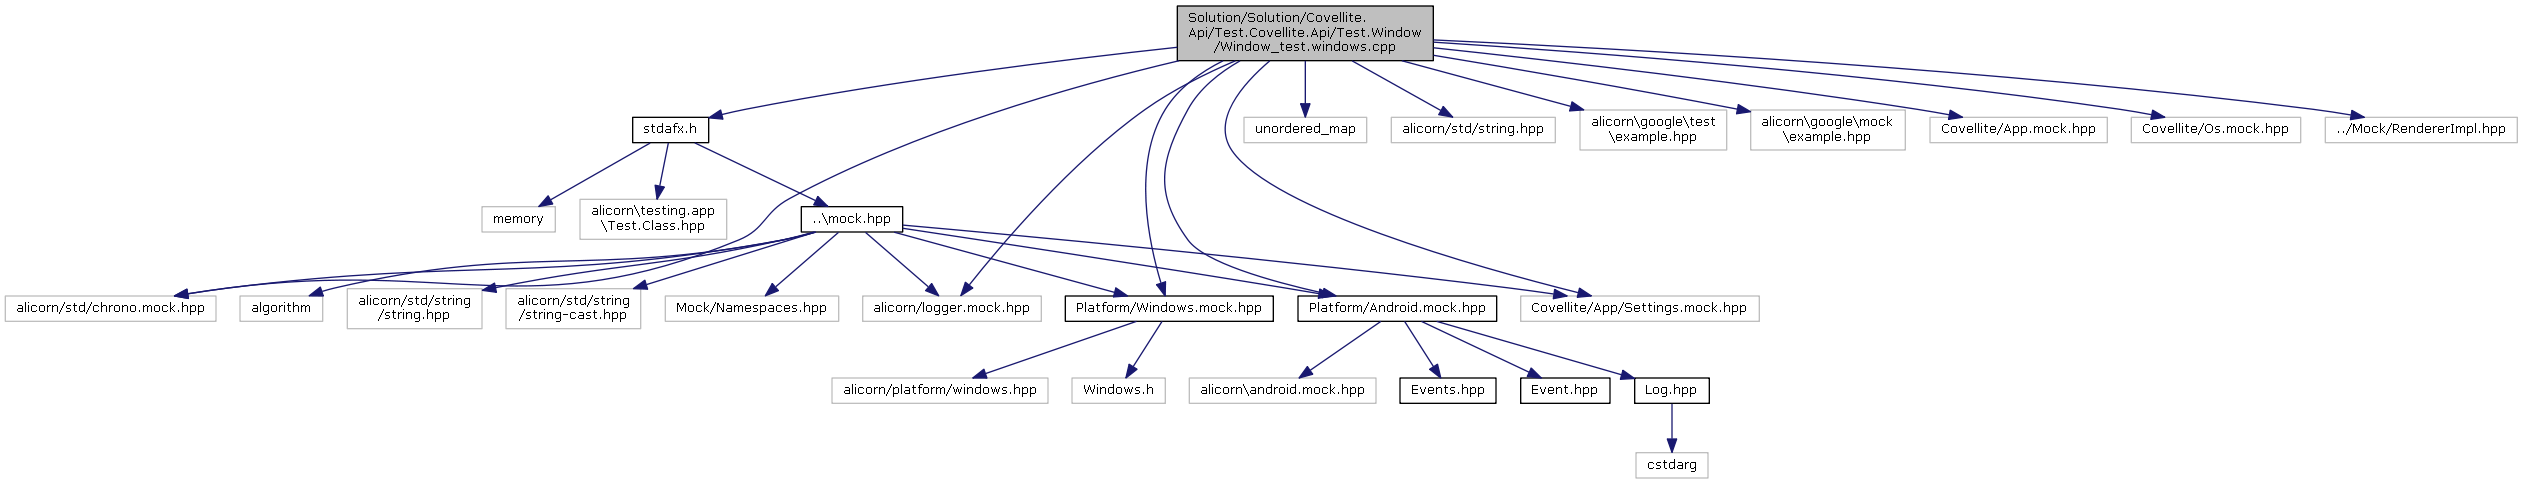 Solution/Solution/Covellite.
Api/Test.Covellite.Api/Test.Window
/Window_test.windows.cpp
stdafx.h
unordered_map
alicorn/std/string.hpp
alicorn\google\test
\example.hpp
alicorn\google\mock
\example.hpp
Covellite/App.mock.hpp
Covellite/Os.mock.hpp
../Mock/RendererImpl.hpp
memory
alicorn\testing.app
\Test.Class.hpp
..\mock.hpp
alicorn/std/chrono.mock.hpp
algorithm
alicorn/std/string
/string.hpp
alicorn/std/string
/string-cast.hpp
Mock/Namespaces.hpp
alicorn/logger.mock.hpp
Platform/Windows.mock.hpp
Platform/Android.mock.hpp
Covellite/App/Settings.mock.hpp
alicorn/platform/windows.hpp
Windows.h
alicorn\android.mock.hpp
Events.hpp
Event.hpp
Log.hpp
cstdarg